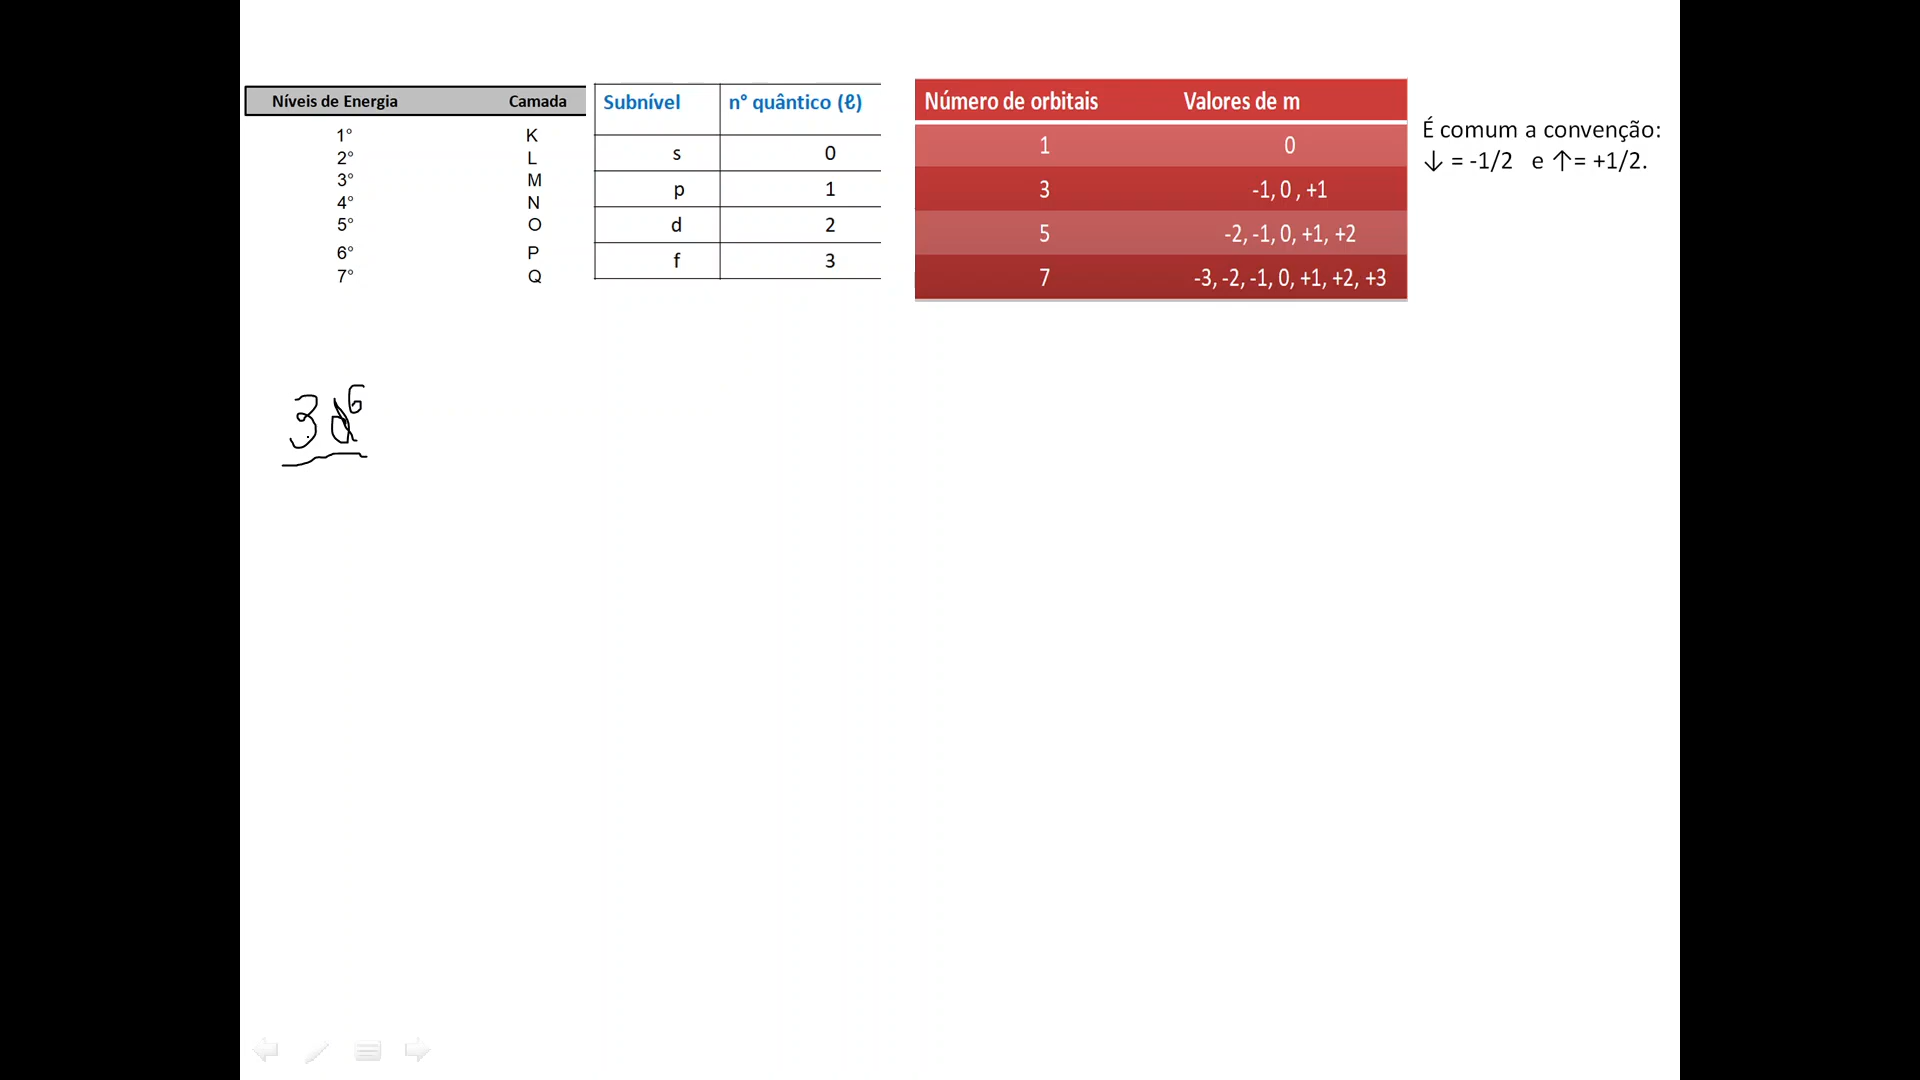 Níveis de Energia Camada
1° K
2° L
3° M
4° N
5° O
6° P
7° Q
Subnível n° quântico (ℓ)
s 0
p 1
d 2
f 3
Número de orbitais Valores de m
1 0
3 -1, 0 , +1
5 -2, -1, 0, +1, +2
7 -3, -2, -1, 0, +1, +2, +3
É comum a convenção:
↓ = -1/2 e ↑= +1/2.
3d⁶